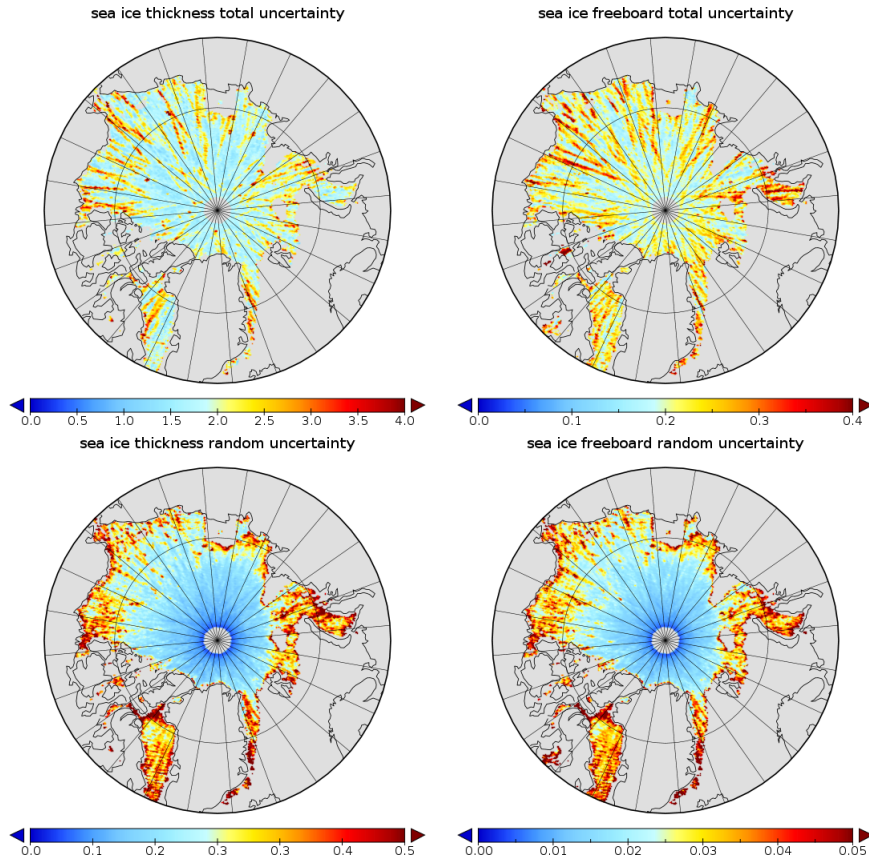 sea ice thickness total uncertainty
sea ice freeboard total uncertainty
0.0 0.5 1.0 1.5 2.0 2.5 3.0 3.5 4.0
0.0 0.1 0.2 0.3 0.4
sea ice thickness random uncertainty
sea ice freeboard random uncertainty
0.0 0.1 0.2 0.3 0.4 0.5
0.00 0.01 0.02 0.03 0.04 0.05